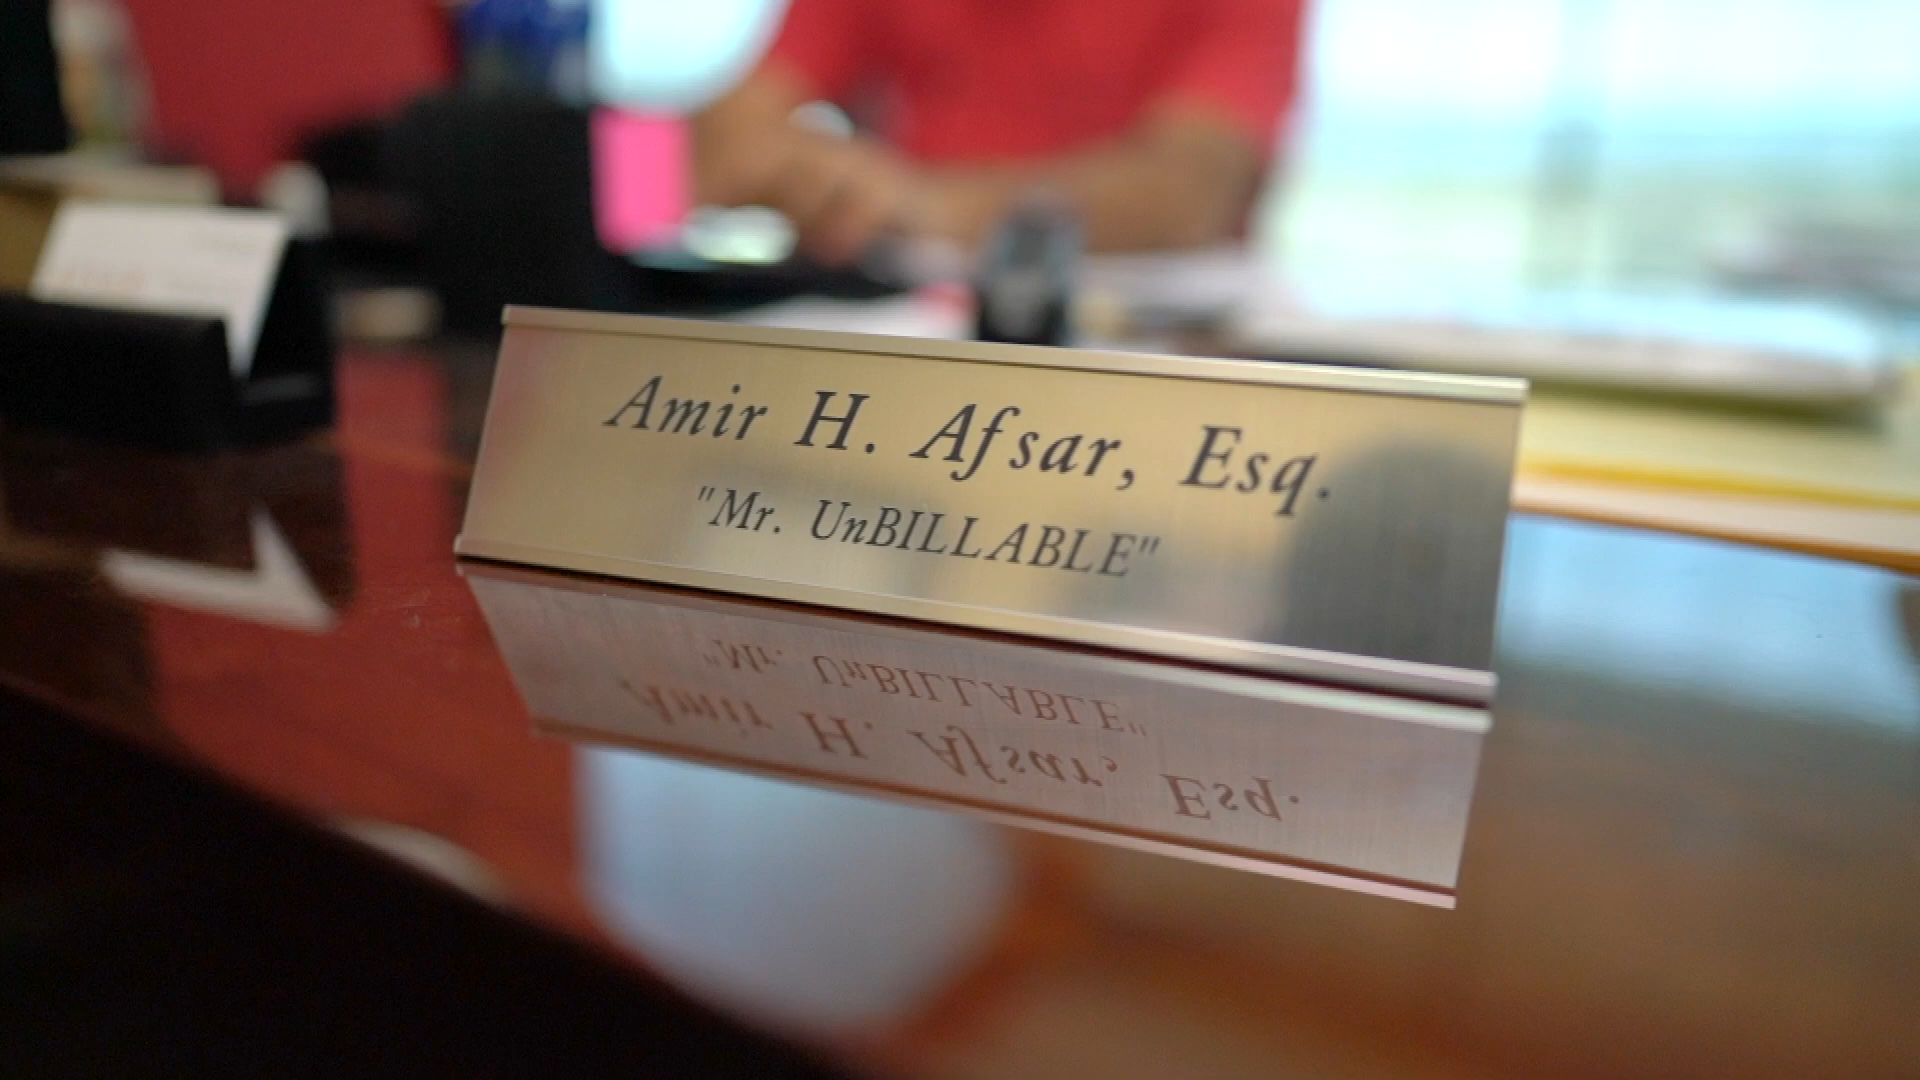 Amir H. Afsar, Esq.
"Mr. UnBILLABLE"